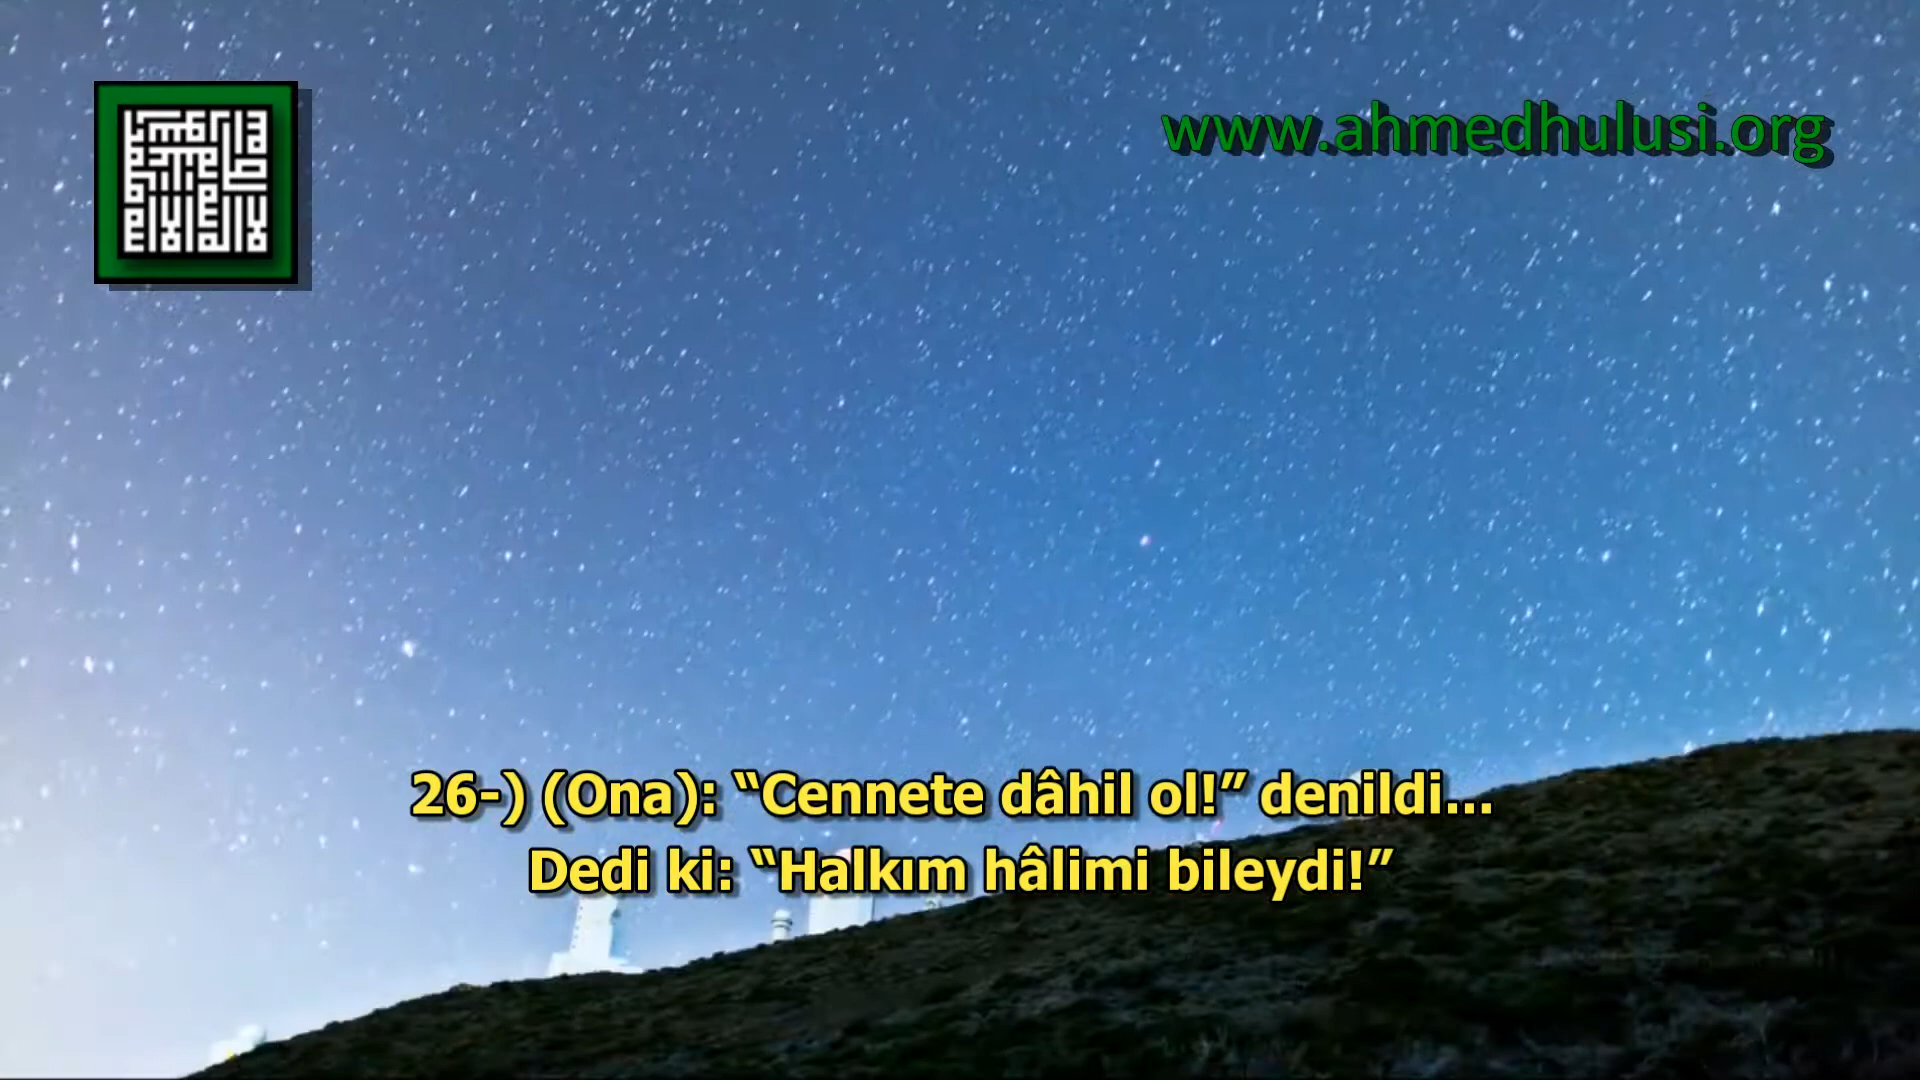 www.ahmedhulusi.org
26-) (Ona): “Cennete dâhil ol!” denildi...
Dedi ki: “Halkım hâlimi bileydi!”